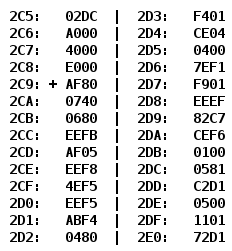 2C5: 02DC | 2D3: F401
2C6: A000 | 2D4: CE04
2C7: 4000 | 2D5: 0400
2C8: E000 | 2D6: 7EF1
2C9: + AF80 | 2D7: F901
2CA: 0740 | 2D8: EEEF
2CB: 0680 | 2D9: 82C7
2CC: EEFB | 2DA: CEF6
2CD: AF05 | 2DB: 0100
2CE: EEF8 | 2DC: 0581
2CF: 4EF5 | 2DD: C2D1
2D0: EEF5 | 2DE: 0500
2D1: ABF4 | 2DF: 1101
2D2: 0480 | 2E0: 72D1